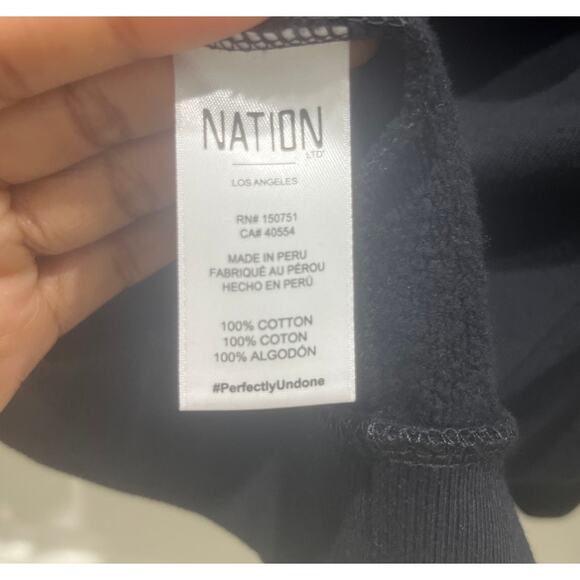 NATION
LTD
LOS ANGELES
RN# 150751
CA# 40554
MADE IN PERU
FABRIQUÉ AU PÉROU
HECHO EN PERÚ
100% COTTON
100% COTON
100% ALGODÓN
#PerfectlyUndone